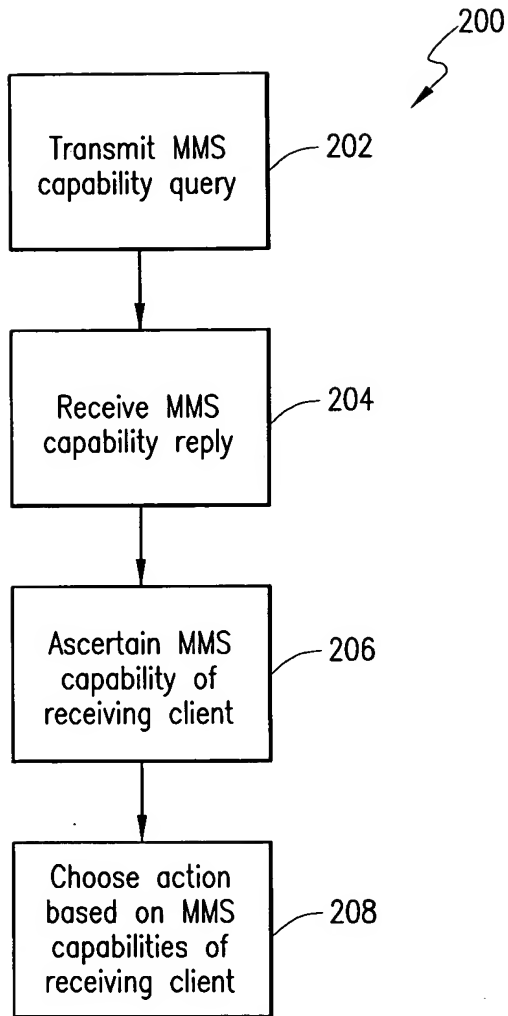 200
Transmit MMS
capability query
202
Receive MMS
capability reply
204
Ascertain MMS
capability of
receiving client
206
Choose action
based on MMS
capabilities of
receiving client
208